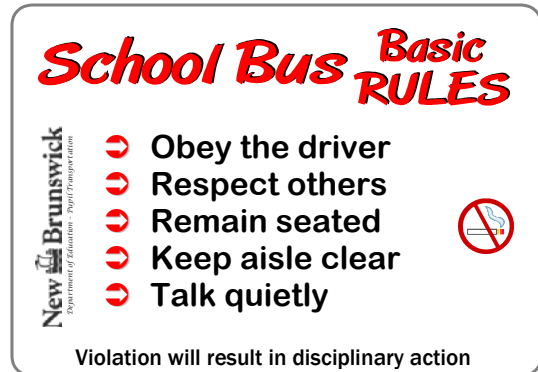 School Bus Basic
RULES
New Brunswick
Department of Education - Pupil Transportation
Obey the driver
Respect others
Remain seated
Keep aisle clear
Talk quietly
Violation will result in disciplinary action